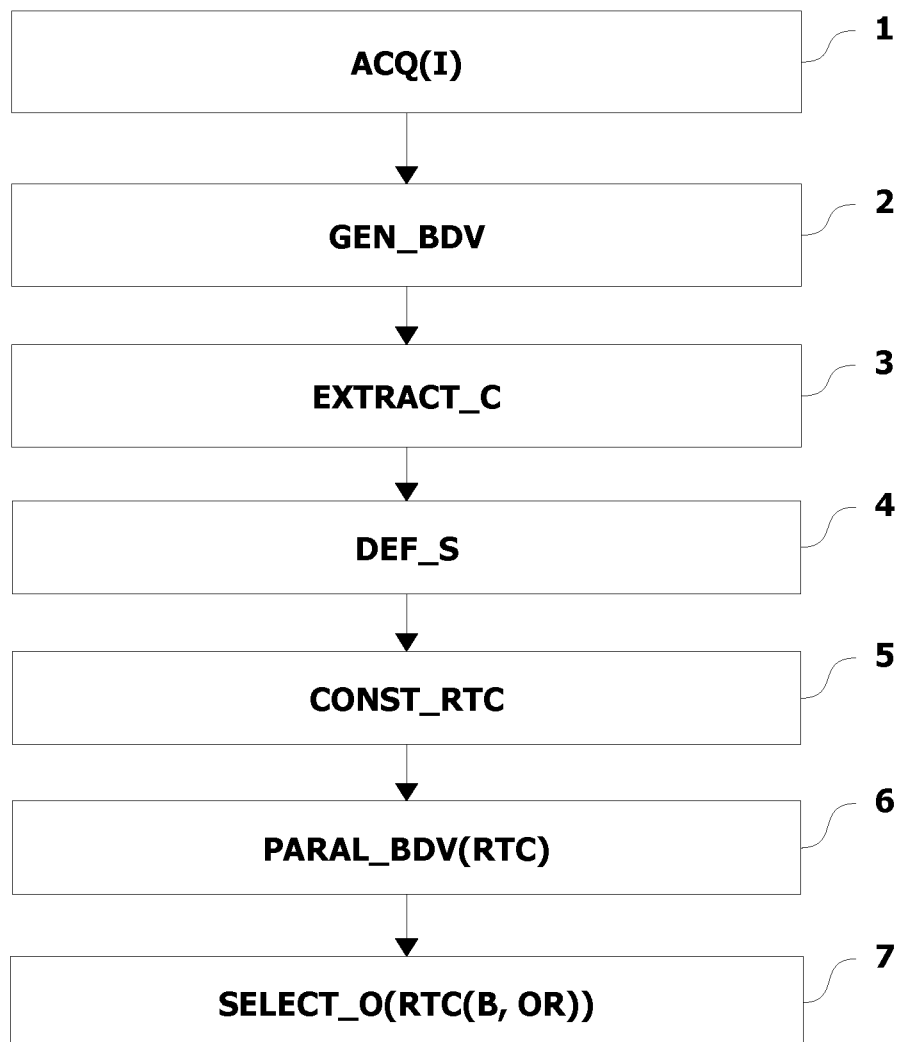 1
ACQ(I)
2
GEN_BDV
3
EXTRACT_C
4
DEF_S
5
CONST_RTC
6
PARAL_BDV(RTC)
7
SELECT_O(RTC(B, OR))